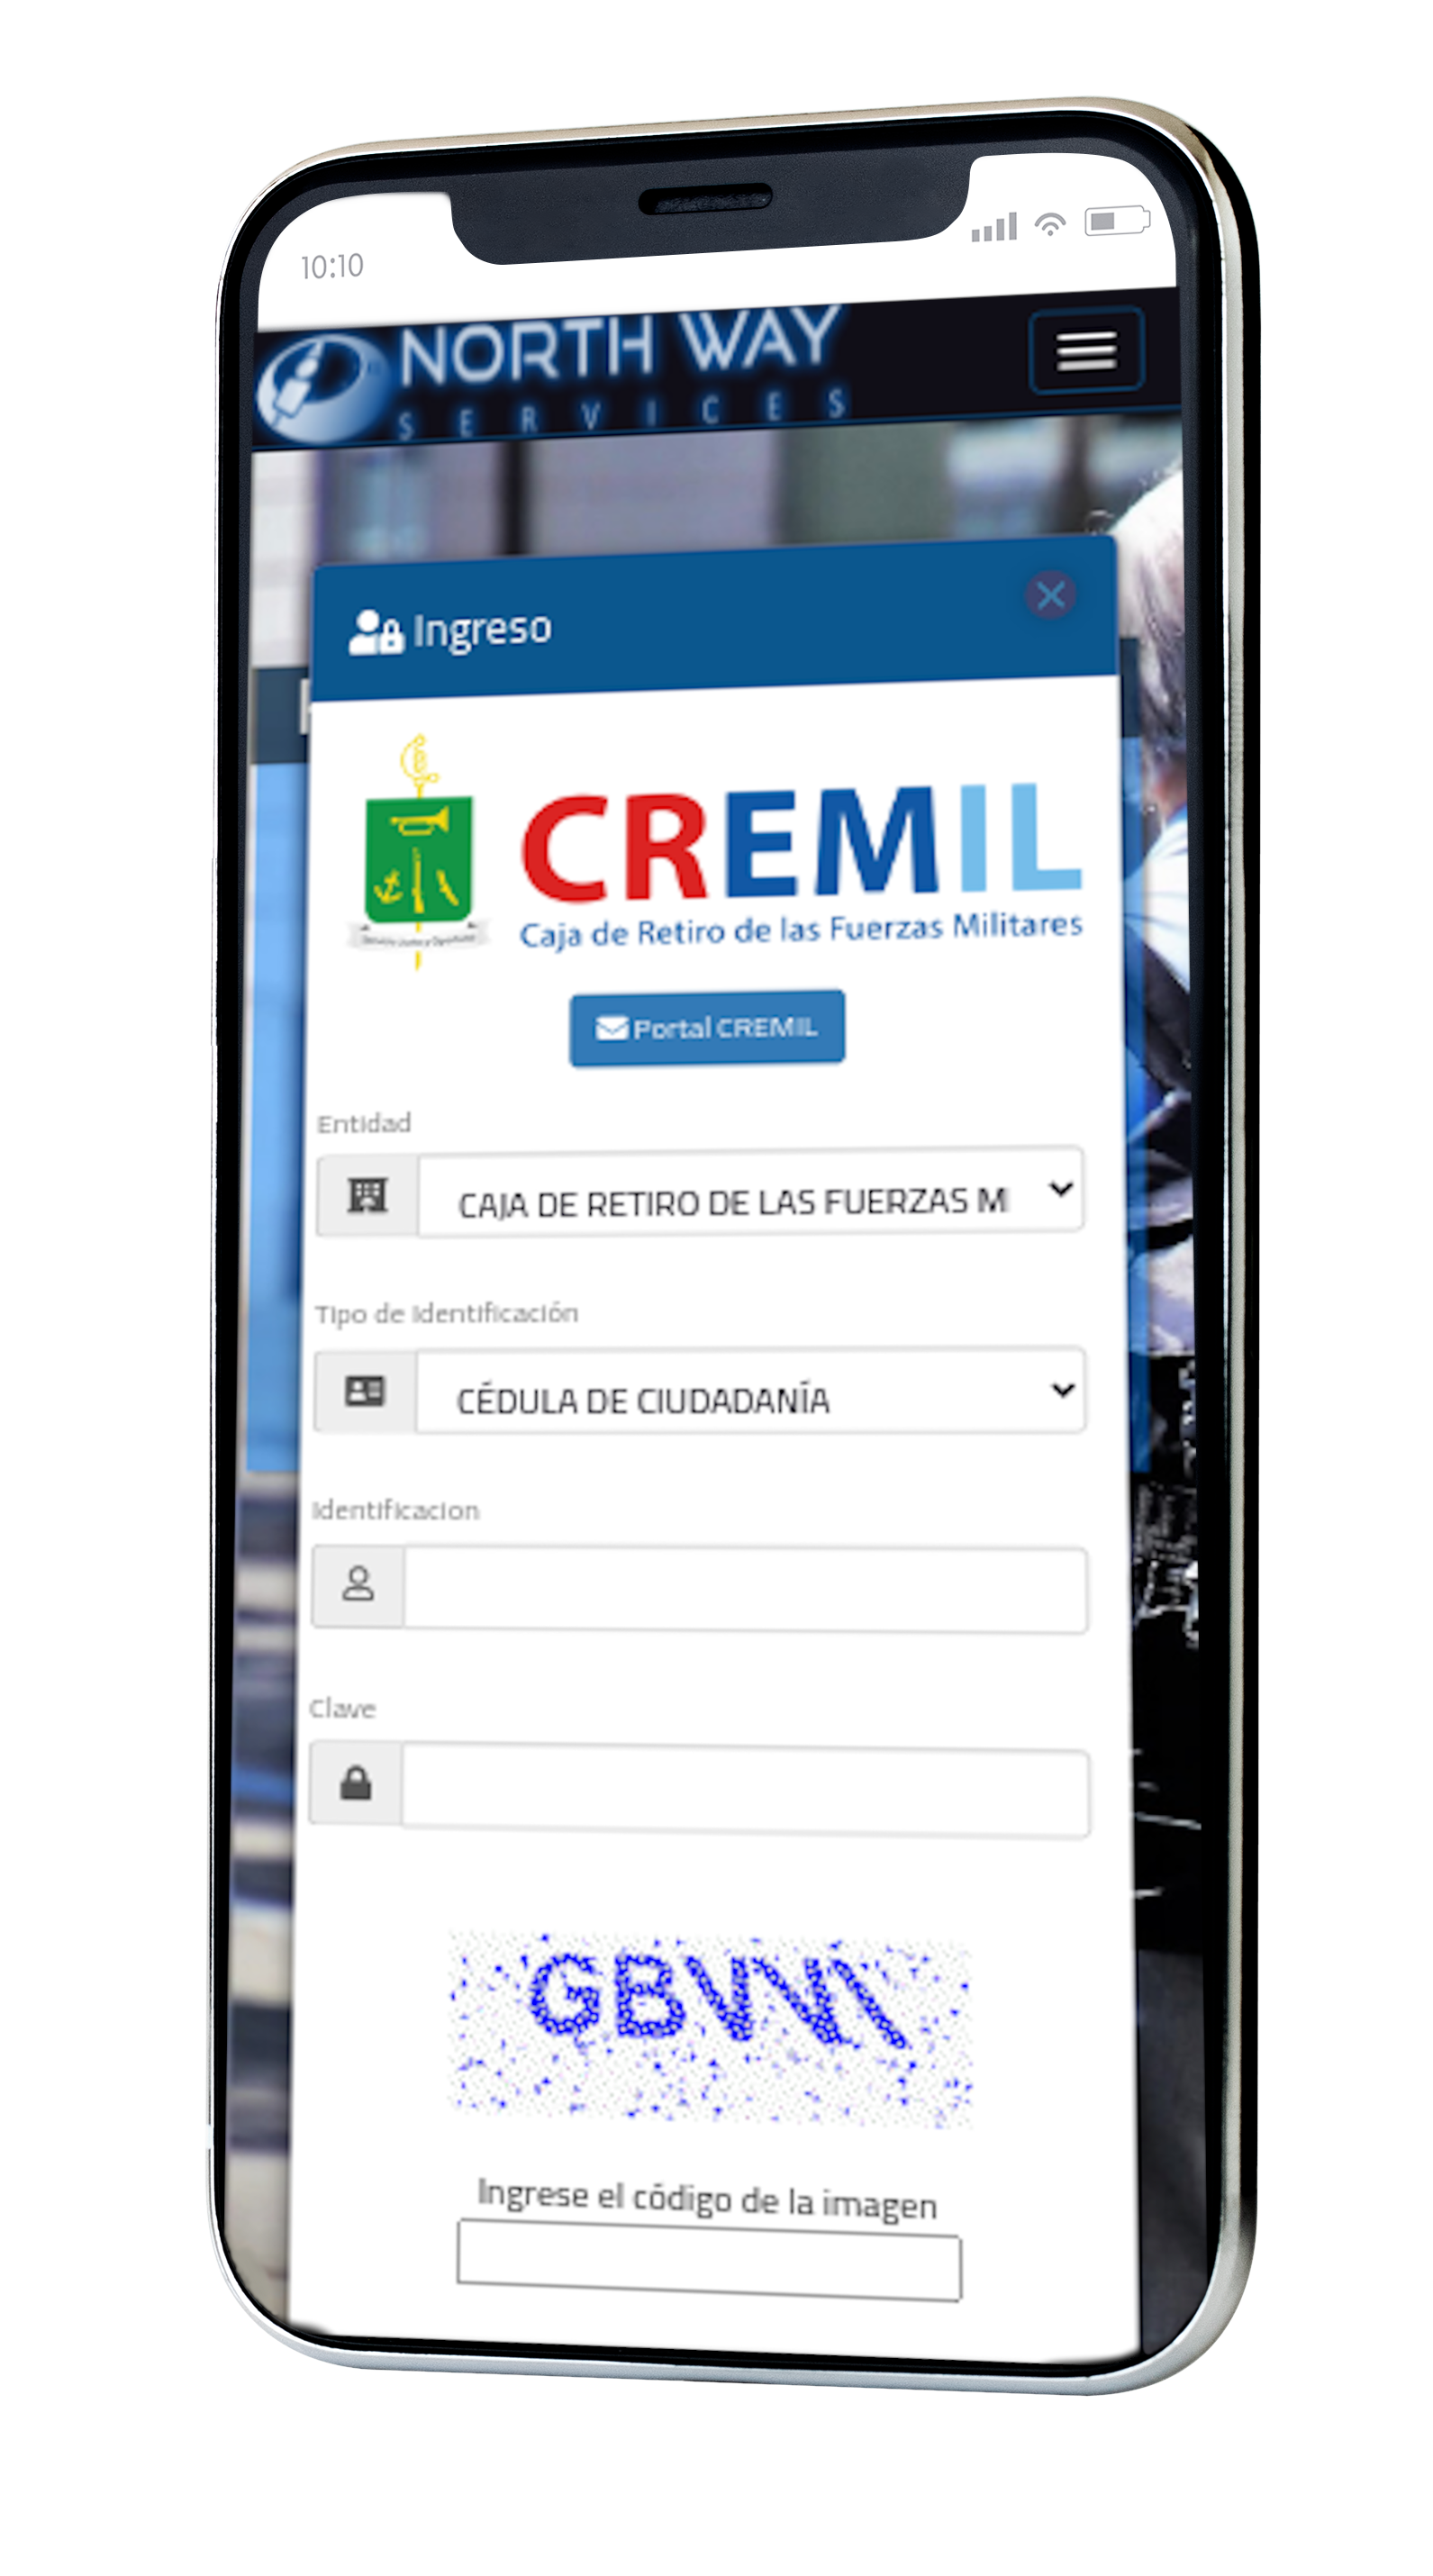 10:10
NORTH WAY
SERVICES
Ingreso
CREMIL
Caja de Retiro de las Fuerzas Militares
Portal CREMIL
Entidad
CAJA DE RETIRO DE LAS FUERZAS M
Tipo de Identificación
CÉDULA DE CIUDADANÍA
Identificacion
Clave
Ingrese el código de la imagen